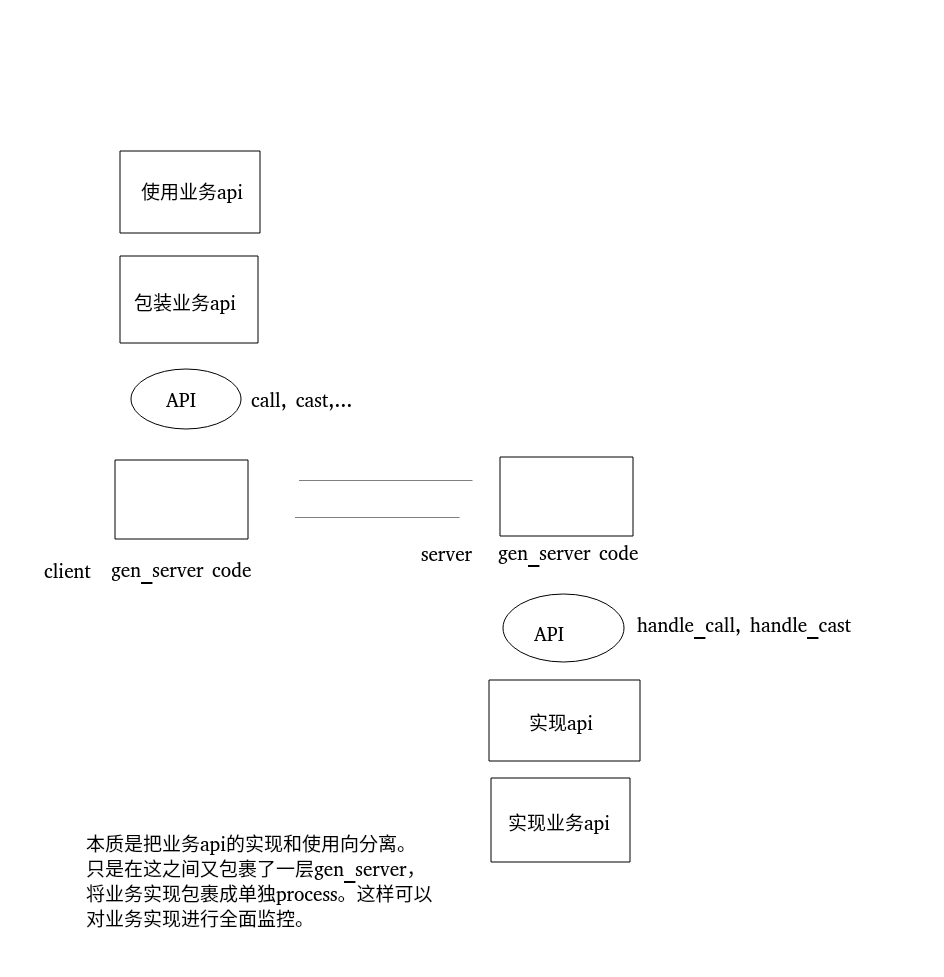 使用业务api
包装业务api
API
call, cast,...
client
gen_server code
server
gen_server code
API
handle_call, handle_cast
实现api
实现业务api
本质是把业务api的实现和使用向分离。
只是在这之间又包裹了一层gen_server，
将业务实现包裹成单独process。这样可以
对业务实现进行全面监控。